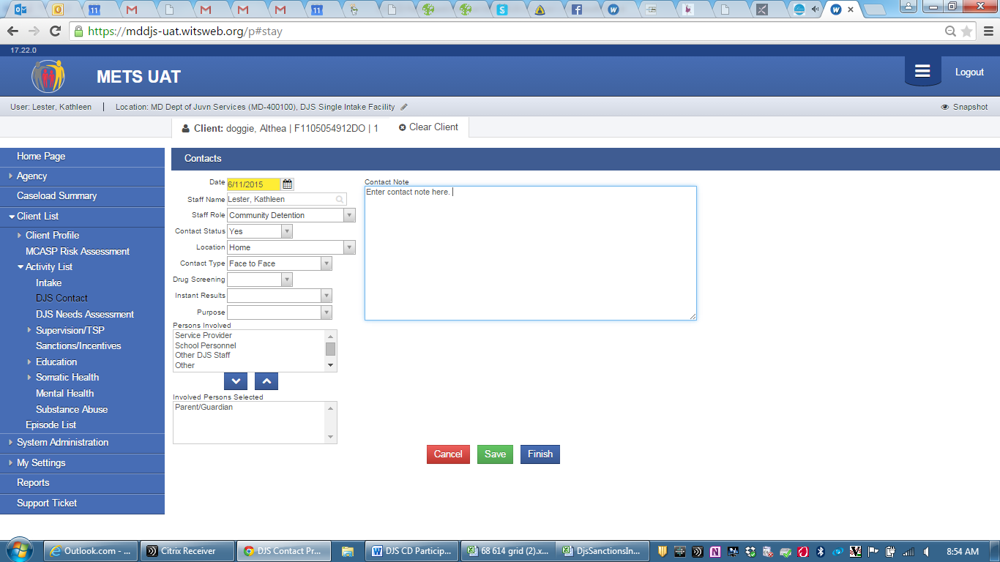 11
11
https://mddjs-uat.witsweb.org/p#stay
17.22.0
METS UAT
Logout
User: Lester, Kathleen | Location: MD Dept of Juvn Services (MD-400100), DJS Single Intake Facility
Snapshot
Client: doggie, Althea | F1105054912DO | 1
Clear Client
Home Page
Agency
Caseload Summary
Client List
Client Profile
MCASP Risk Assessment
Activity List
Intake
DJS Contact
DJS Needs Assessment
Supervision/TSP
Sanctions/Incentives
Education
Somatic Health
Mental Health
Substance Abuse
Episode List
System Administration
My Settings
Reports
Support Ticket
Contacts
Date 6/11/2015
Staff Name Lester, Kathleen
Staff Role Community Detention
Contact Status Yes
Location Home
Contact Type Face to Face
Drug Screening
Instant Results
Purpose
Persons Involved
Service Provider
School Personnel
Other DJS Staff
Other
Involved Persons Selected
Parent/Guardian
Contact Note
Enter contact note here.
Cancel Save Finish
Outlook.com - ...
Citrix Receiver
DJS Contact Pr...
DJS CD Particip...
68 614 grid (2).x...
DjsSanctionsIn...
8:54 AM